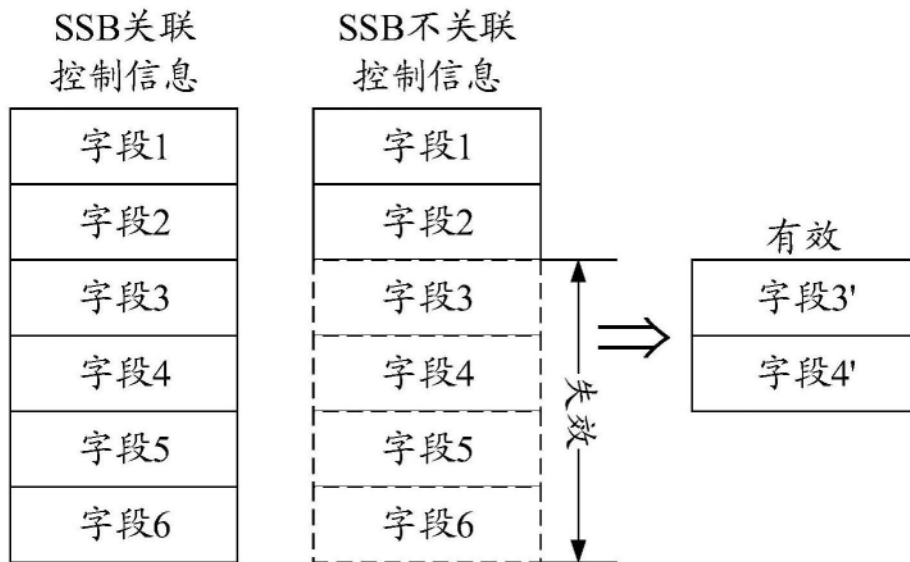 SSB关联
控制信息
字段1
字段2
字段3
字段4
字段5
字段6
SSB不关联
控制信息
字段1
字段2
字段3
字段4
字段5
字段6
失效
有效
字段3'
字段4'